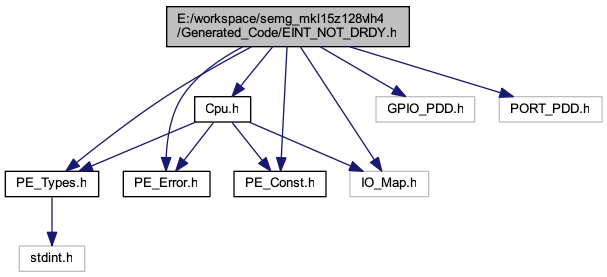 E:/workspace/semg_mkl15z128vlh4
/Generated_Code/EINT_NOT_DRDY.h
Cpu.h
GPIO_PDD.h
PORT_PDD.h
PE_Types.h
PE_Error.h
PE_Const.h
IO_Map.h
stdint.h